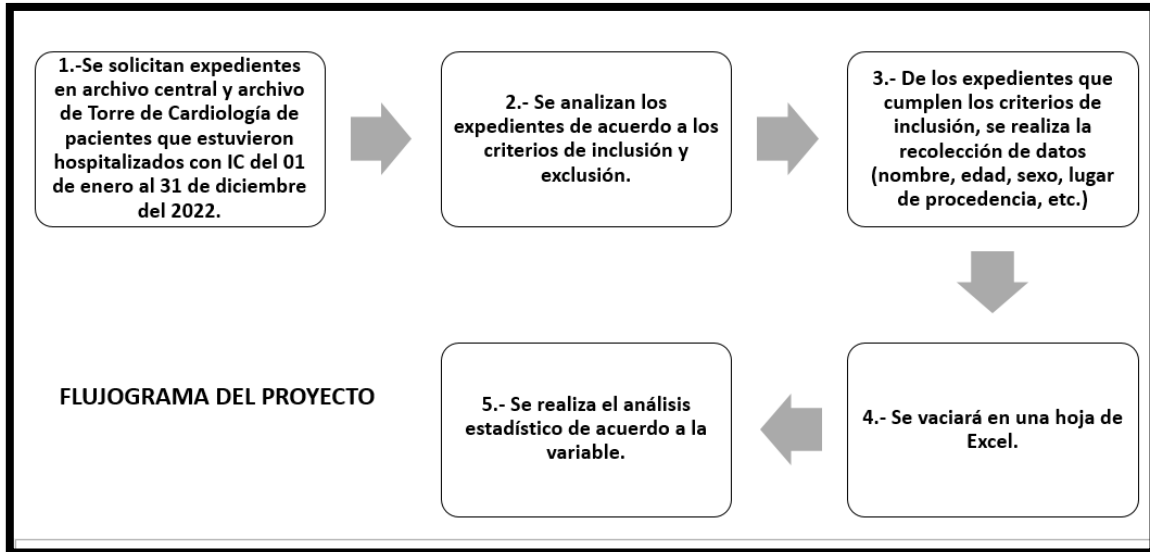 1.-Se solicitan expedientes
en archivo central y archivo
de Torre de Cardiología de
pacientes que estuvieron
hospitalizados con IC del 01
de enero al 31 de diciembre
del 2022.
2.- Se analizan los
expedientes de acuerdo a los
criterios de inclusión y
exclusión.
3.- De los expedientes que
cumplen los criterios de
inclusión, se realiza la
recolección de datos
(nombre, edad, sexo, lugar
de procedencia, etc.)
4.- Se vaciará en una hoja de
Excel.
5.- Se realiza el análisis
estadístico de acuerdo a la
variable.
FLUJOGRAMA DEL PROYECTO